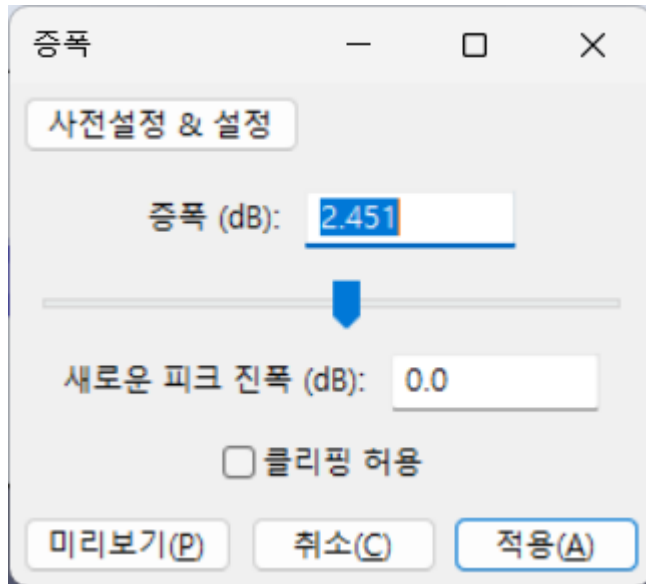 증폭
사전설정 & 설정
증폭 (dB): 2.451
새로운 피크 진폭 (dB): 0.0
클리핑 허용
미리보기(P) 취소(C) 적용(A)